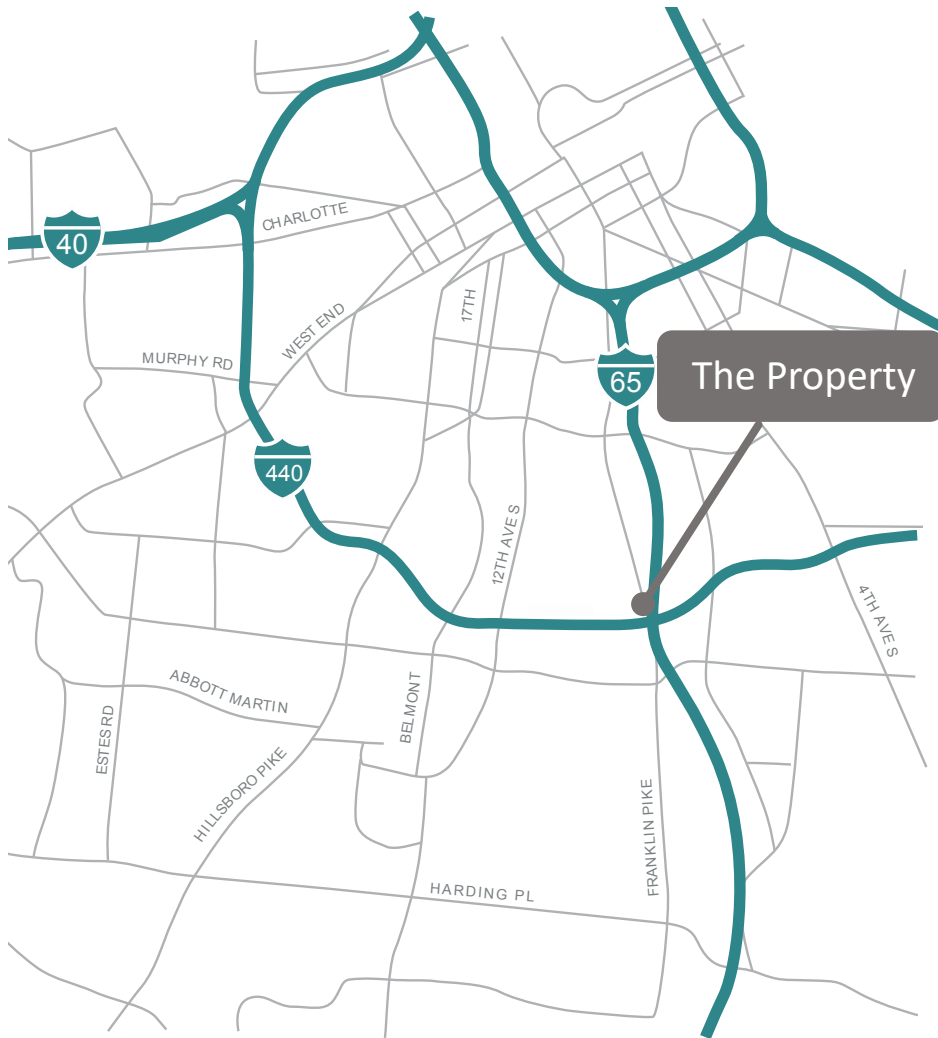 CHARLOTTE
40
17TH
WEST END
MURPHY RD
65
The Property
440
12TH AVE S
4TH AVE S
ABBOTT MARTIN
BELMONT
ESTES RD
HILLSBORO PIKE
FRANKLIN PIKE
HARDING PL